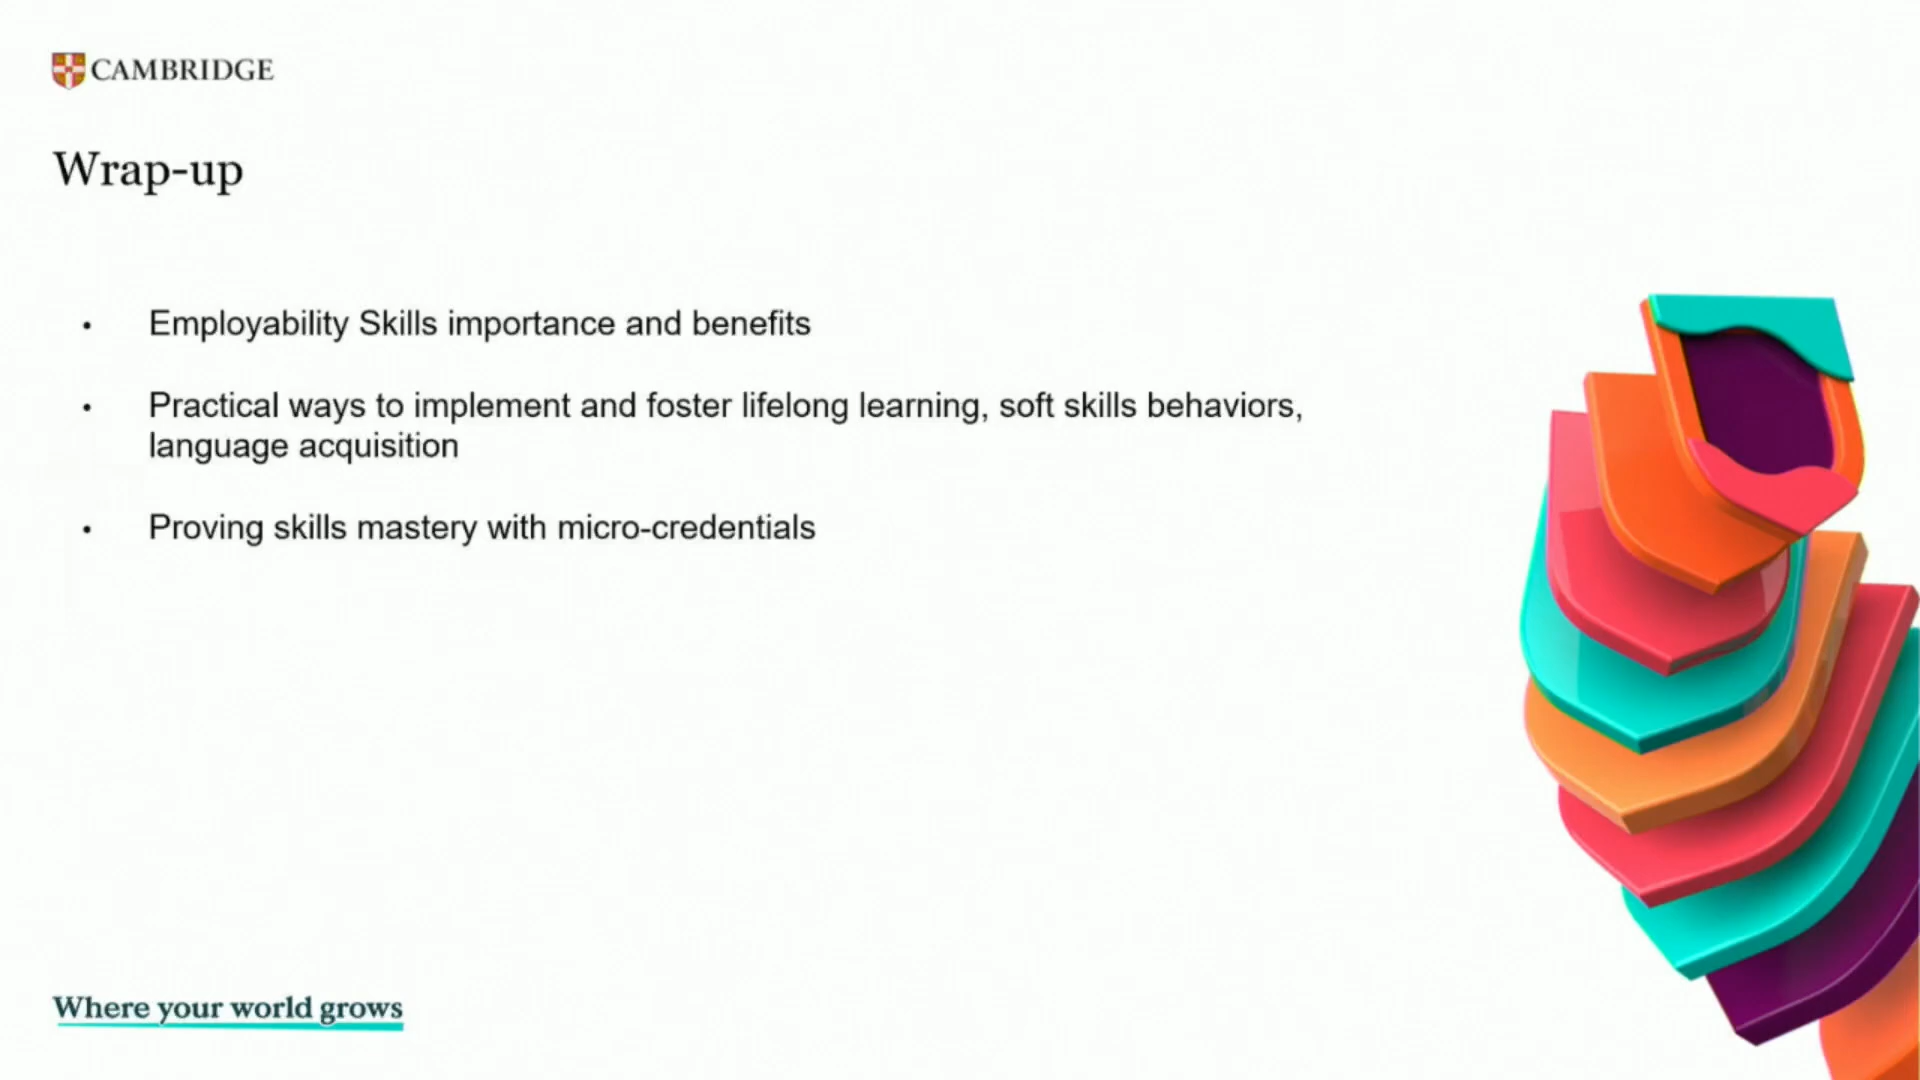 CAMBRIDGE
Wrap-up
• Employability Skills importance and benefits
• Practical ways to implement and foster lifelong learning, soft skills behaviors,
language acquisition
• Proving skills mastery with micro-credentials
Where your world grows